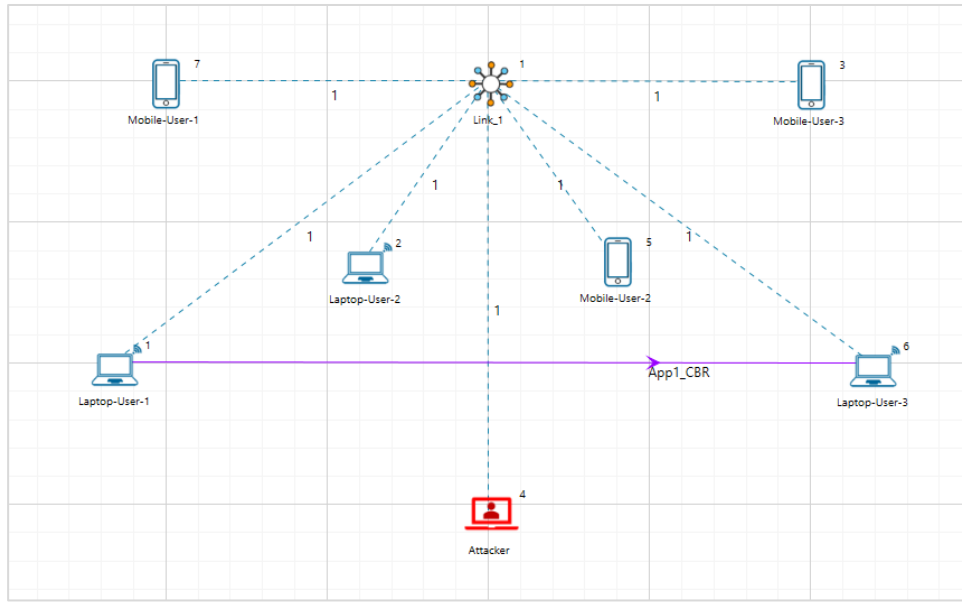 7
1
3
Mobile-User-1
1
Link_1
1
Mobile-User-3
1
1
1
2
1
5
Laptop-User-2
Mobile-User-2
1
1
6
App1_CBR
Laptop-User-1
Laptop-User-3
4
Attacker